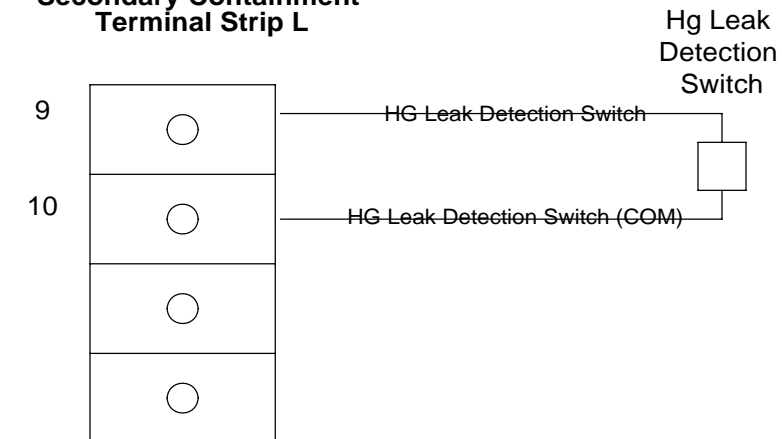 Secondary Containment
Terminal Strip L
Hg Leak
Detection
Switch
9
HG Leak Detection Switch
10
HG Leak Detection Switch (COM)